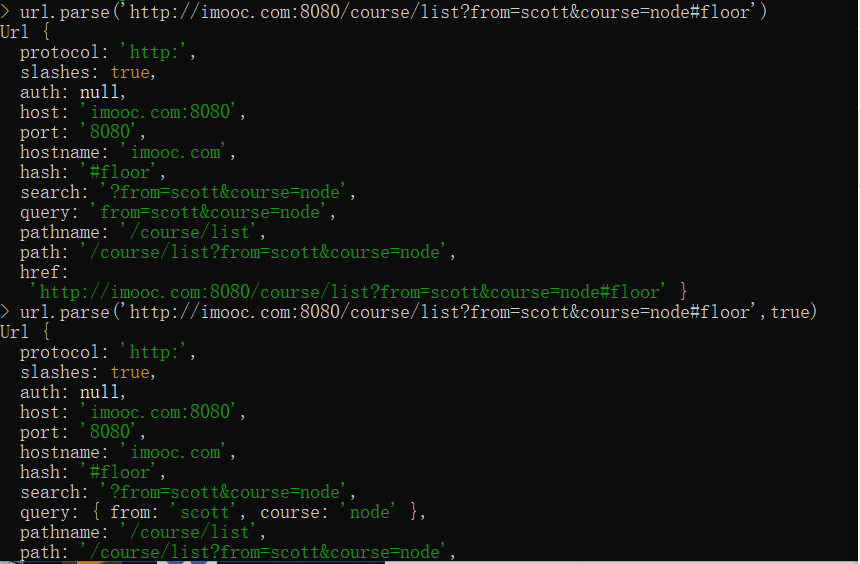 > url.parse('http://imooc.com:8080/course/list?from=scott&course=node#floor')
Url {
  protocol: 'http:',
  slashes: true,
  auth: null,
  host: 'imooc.com:8080',
  port: '8080',
  hostname: 'imooc.com',
  hash: '#floor',
  search: '?from=scott&course=node',
  query: 'from=scott&course=node',
  pathname: '/course/list',
  path: '/course/list?from=scott&course=node',
  href:
   'http://imooc.com:8080/course/list?from=scott&course=node#floor' }
> url.parse('http://imooc.com:8080/course/list?from=scott&course=node#floor',true)
Url {
  protocol: 'http:',
  slashes: true,
  auth: null,
  host: 'imooc.com:8080',
  port: '8080',
  hostname: 'imooc.com',
  hash: '#floor',
  search: '?from=scott&course=node',
  query: { from: 'scott', course: 'node' },
  pathname: '/course/list',
  path: '/course/list?from=scott&course=node',